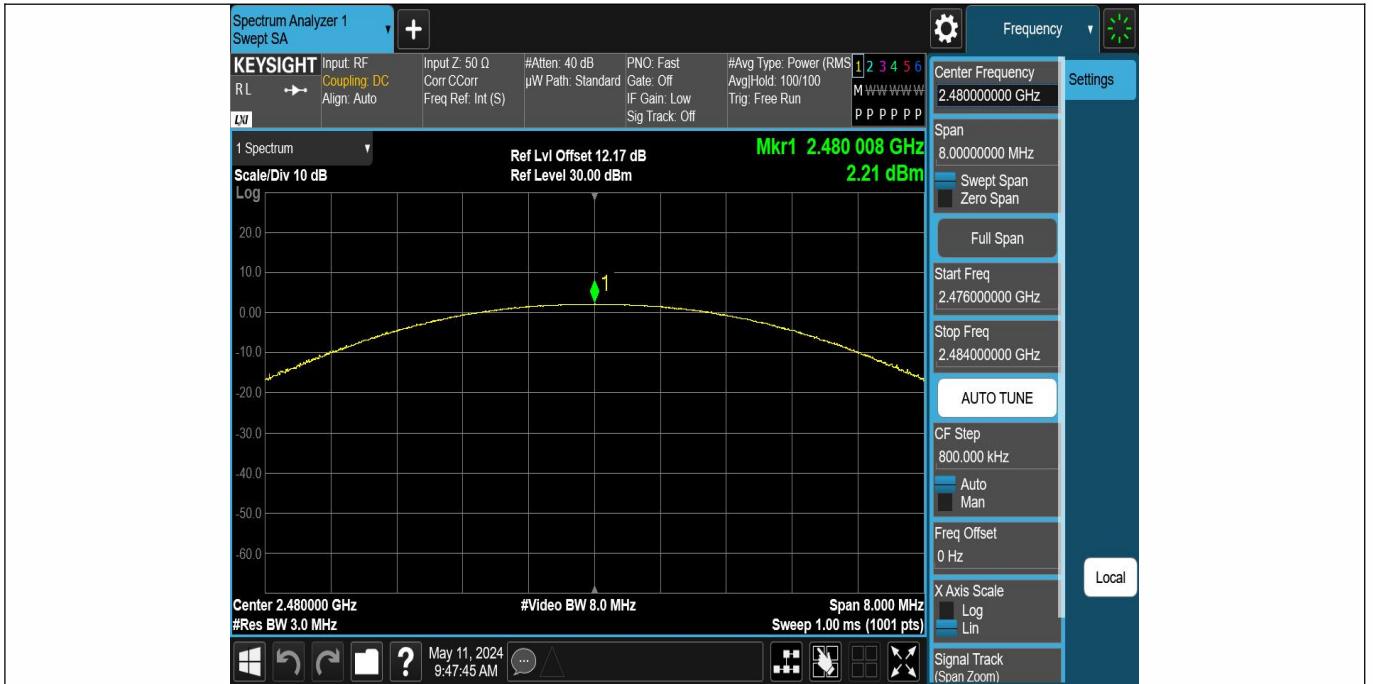 Spectrum Analyzer 1
Swept SA
+
Frequency
KEYSIGHT
RL
LXI
Input: RF
Coupling: DC
Align: Auto
Input Z: 50 Ω
Corr CCorr
Freq Ref: Int (S)
#Atten: 40 dB
µW Path: Standard
PNO: Fast
Gate: Off
IF Gain: Low
Sig Track: Off
#Avg Type: Power (RMS
Avg|Hold: 100/100
Trig: Free Run
1 2 3 4 5 6
M W W W W W
P P P P P P
Center Frequency
2.480000000 GHz
Settings
Span
8.00000000 MHz
Swept Span
Zero Span
Full Span
Start Freq
2.476000000 GHz
Stop Freq
2.484000000 GHz
AUTO TUNE
CF Step
800.000 kHz
Auto
Man
Freq Offset
0 Hz
X Axis Scale
Log
Lin
Signal Track
(Span Zoom)
Local
1 Spectrum
Scale/Div 10 dB
Ref Lvl Offset 12.17 dB
Ref Level 30.00 dBm
Mkr1 2.480 008 GHz
2.21 dBm
Log
20.0
10.0
0.00
-10.0
-20.0
-30.0
-40.0
-50.0
-60.0
1
Center 2.480000 GHz
#Res BW 3.0 MHz
#Video BW 8.0 MHz
Span 8.000 MHz
Sweep 1.00 ms (1001 pts)
?
May 11, 2024
9:47:45 AM